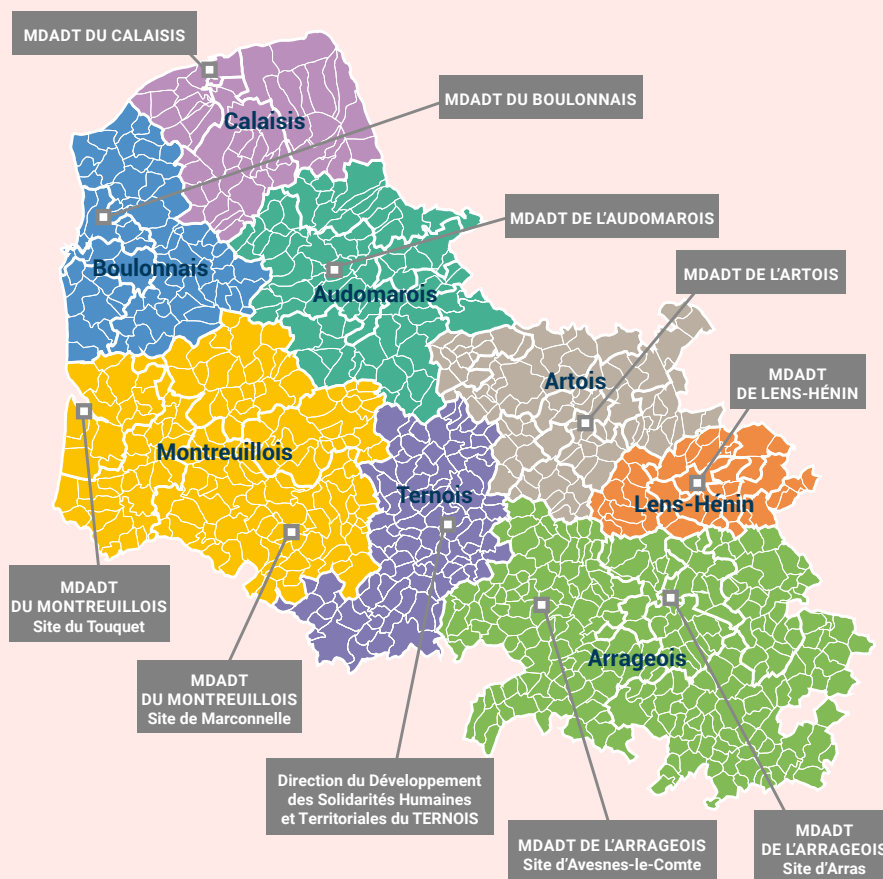 MDADT DU CALAISIS
MDADT DU BOULONNAIS
Calaisis
MDADT DE L'AUDOMAROIS
Boulonnais
MDADT DE L'ARTOIS
Audomarois
MDADT
DE LENS-HÉNIN
Artois
Montreuillois
Ternois
Lens-Hénin
MDADT
DU MONTREUILLOIS
Site du Touquet
Arrageois
MDADT
DU MONTREUILLOIS
Site de Marconnelle
Direction du Développement
des Solidarités Humaines
et Territoriales du TERNOIS
MDADT DE L'ARRAGEOIS
Site d'Avesnes-le-Comte
MDADT
DE L'ARRAGEOIS
Site d'Arras